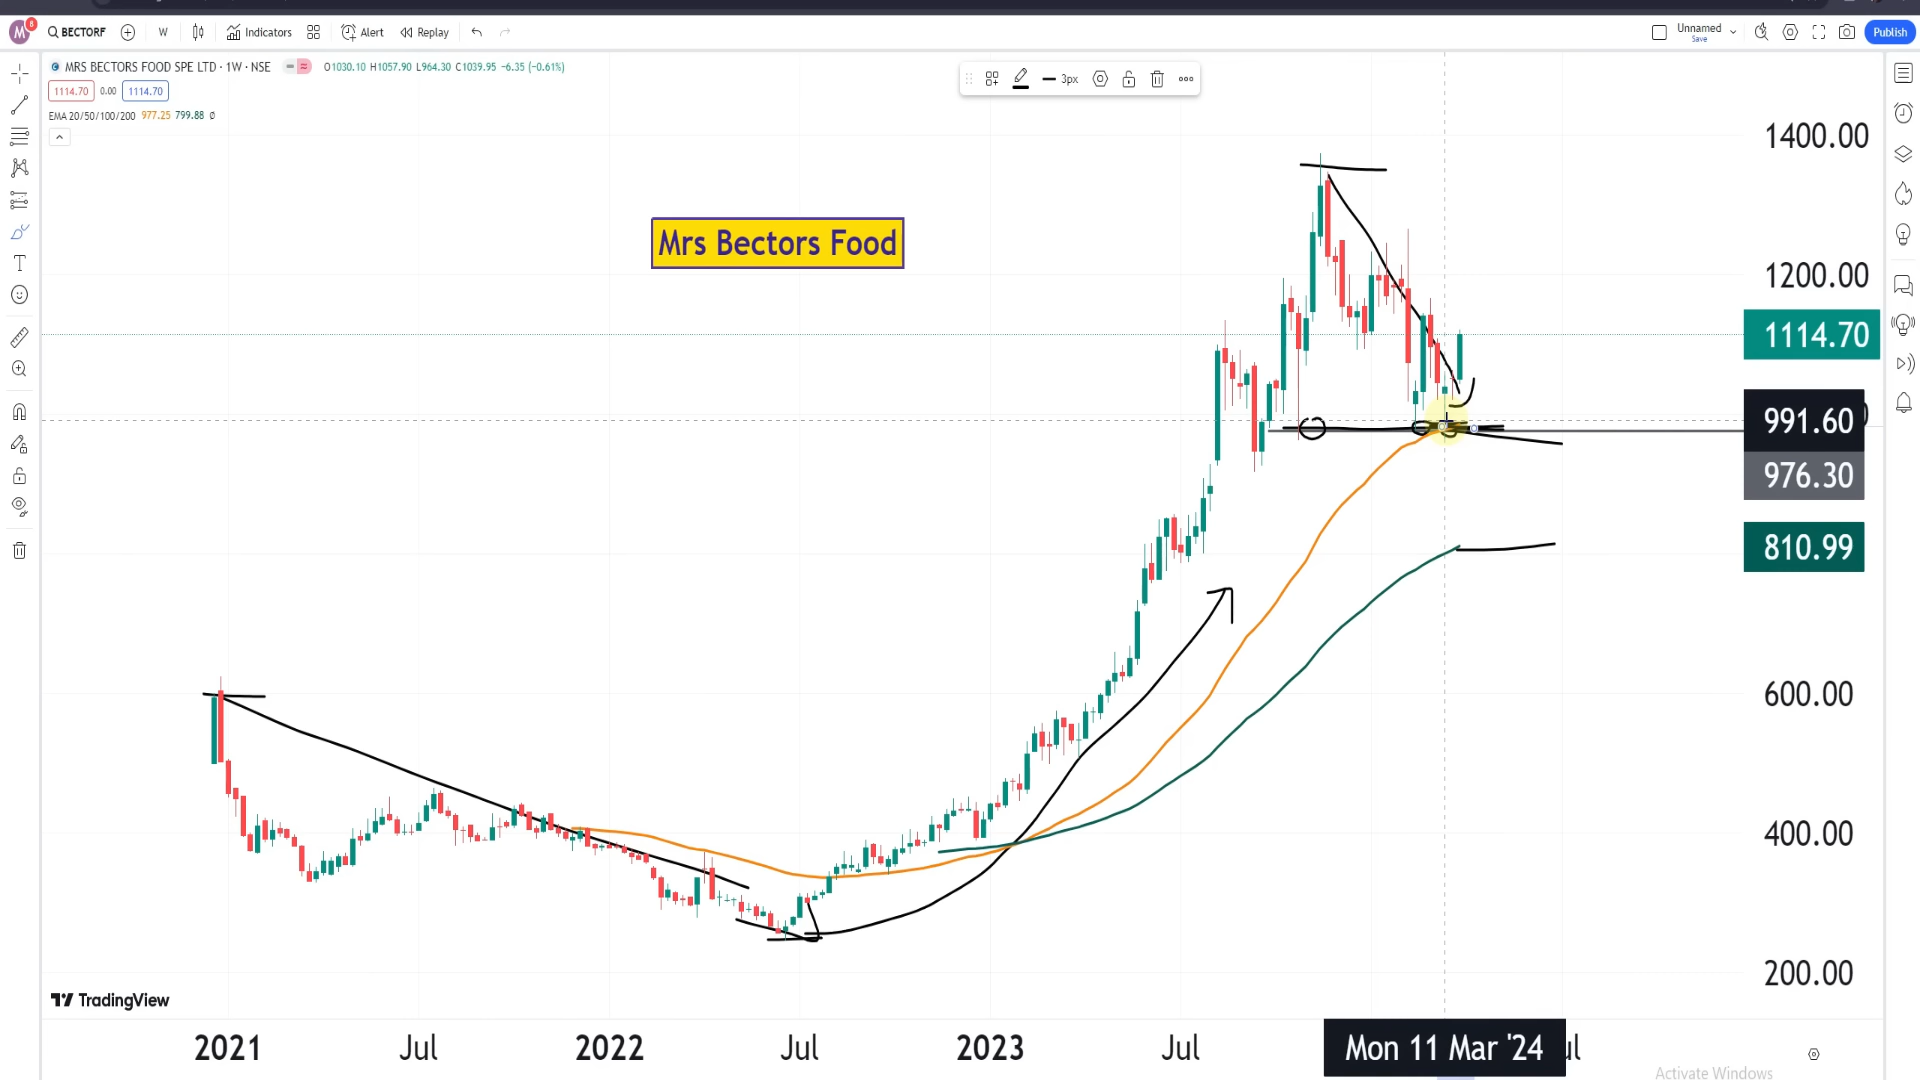 M 8 BECTORF W Indicators Alert Replay Unnamed Save Publish
MRS BECTORS FOOD SPE LTD · 1W · NSE O1030.10 H1057.90 L964.30 C1039.95 -6.35 (-0.61%)
3px
1114.70 0.00 1114.70
EMA 20/50/100/200 977.25 799.88 ∅
1400.00
Mrs Bectors Food
1200.00
1114.70
991.60
976.30
810.99
600.00
400.00
200.00
TradingView
2021 Jul 2022 Jul 2023 Jul Mon 11 Mar '24
Activate Windows